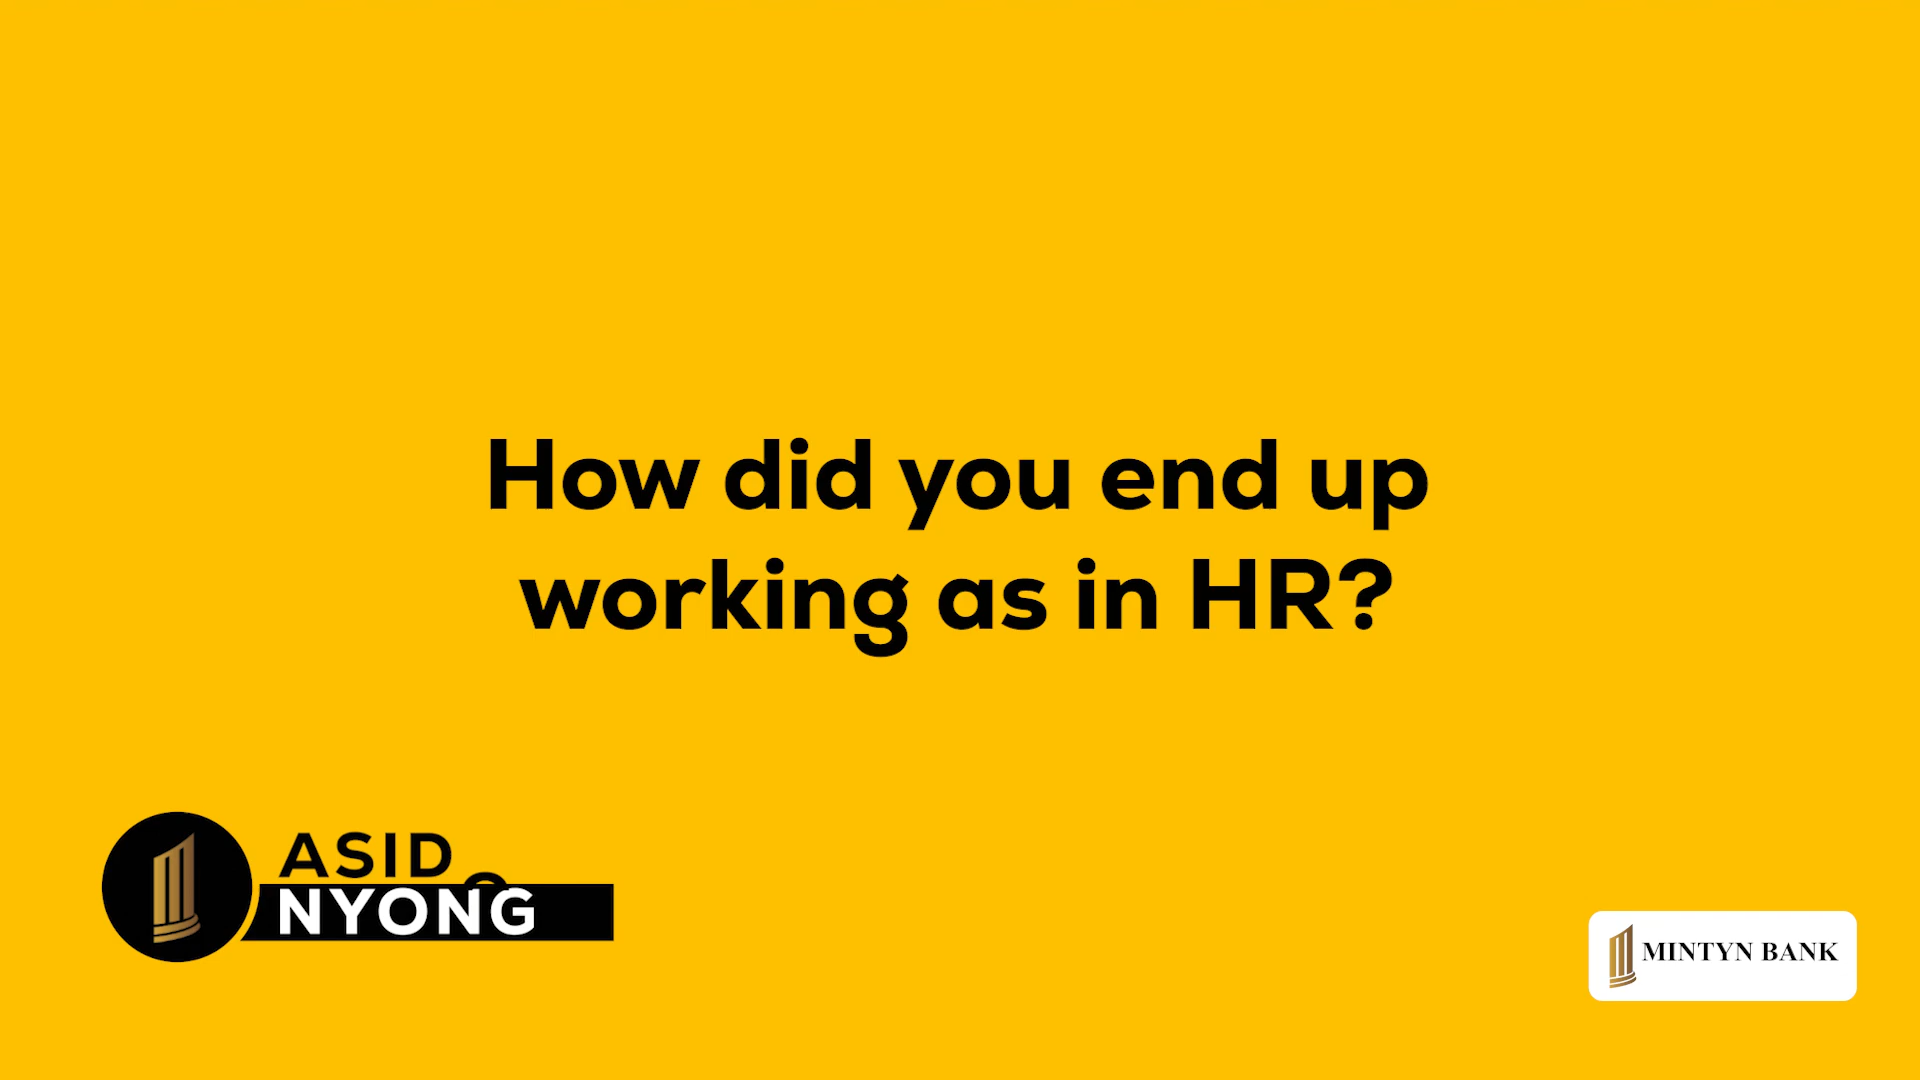 How did you end up
working as in HR?
ASID
NYONG
MINTYN BANK